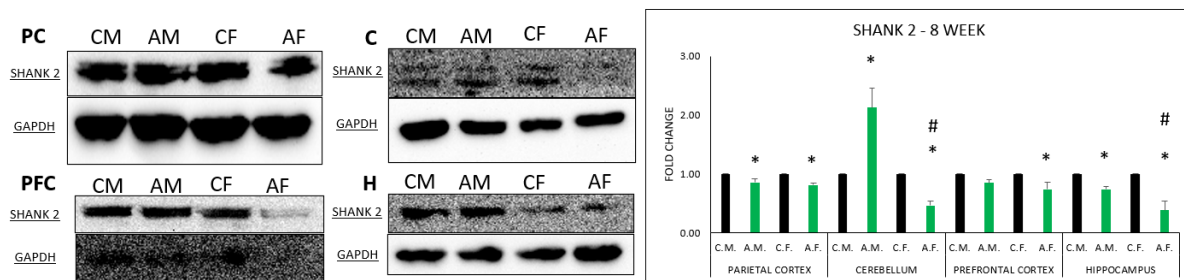 PC CM AM CF AF
SHANK 2
GAPDH
C CM AM CF AF
SHANK 2
GAPDH
PFC CM AM CF AF
SHANK 2
GAPDH
H CM AM CF AF
SHANK 2
GAPDH
SHANK 2 - 8 WEEK
FOLD CHANGE
3.00
2.00
1.00
0.00
* * * # * * * # *
C.M. A.M. C.F. A.F. C.M. A.M. C.F. A.F. C.M. A.M. C.F. A.F. C.M. A.M. C.F. A.F.
PARIETAL CORTEX CEREBELLUM PREFRONTAL CORTEX HIPPOCAMPUS